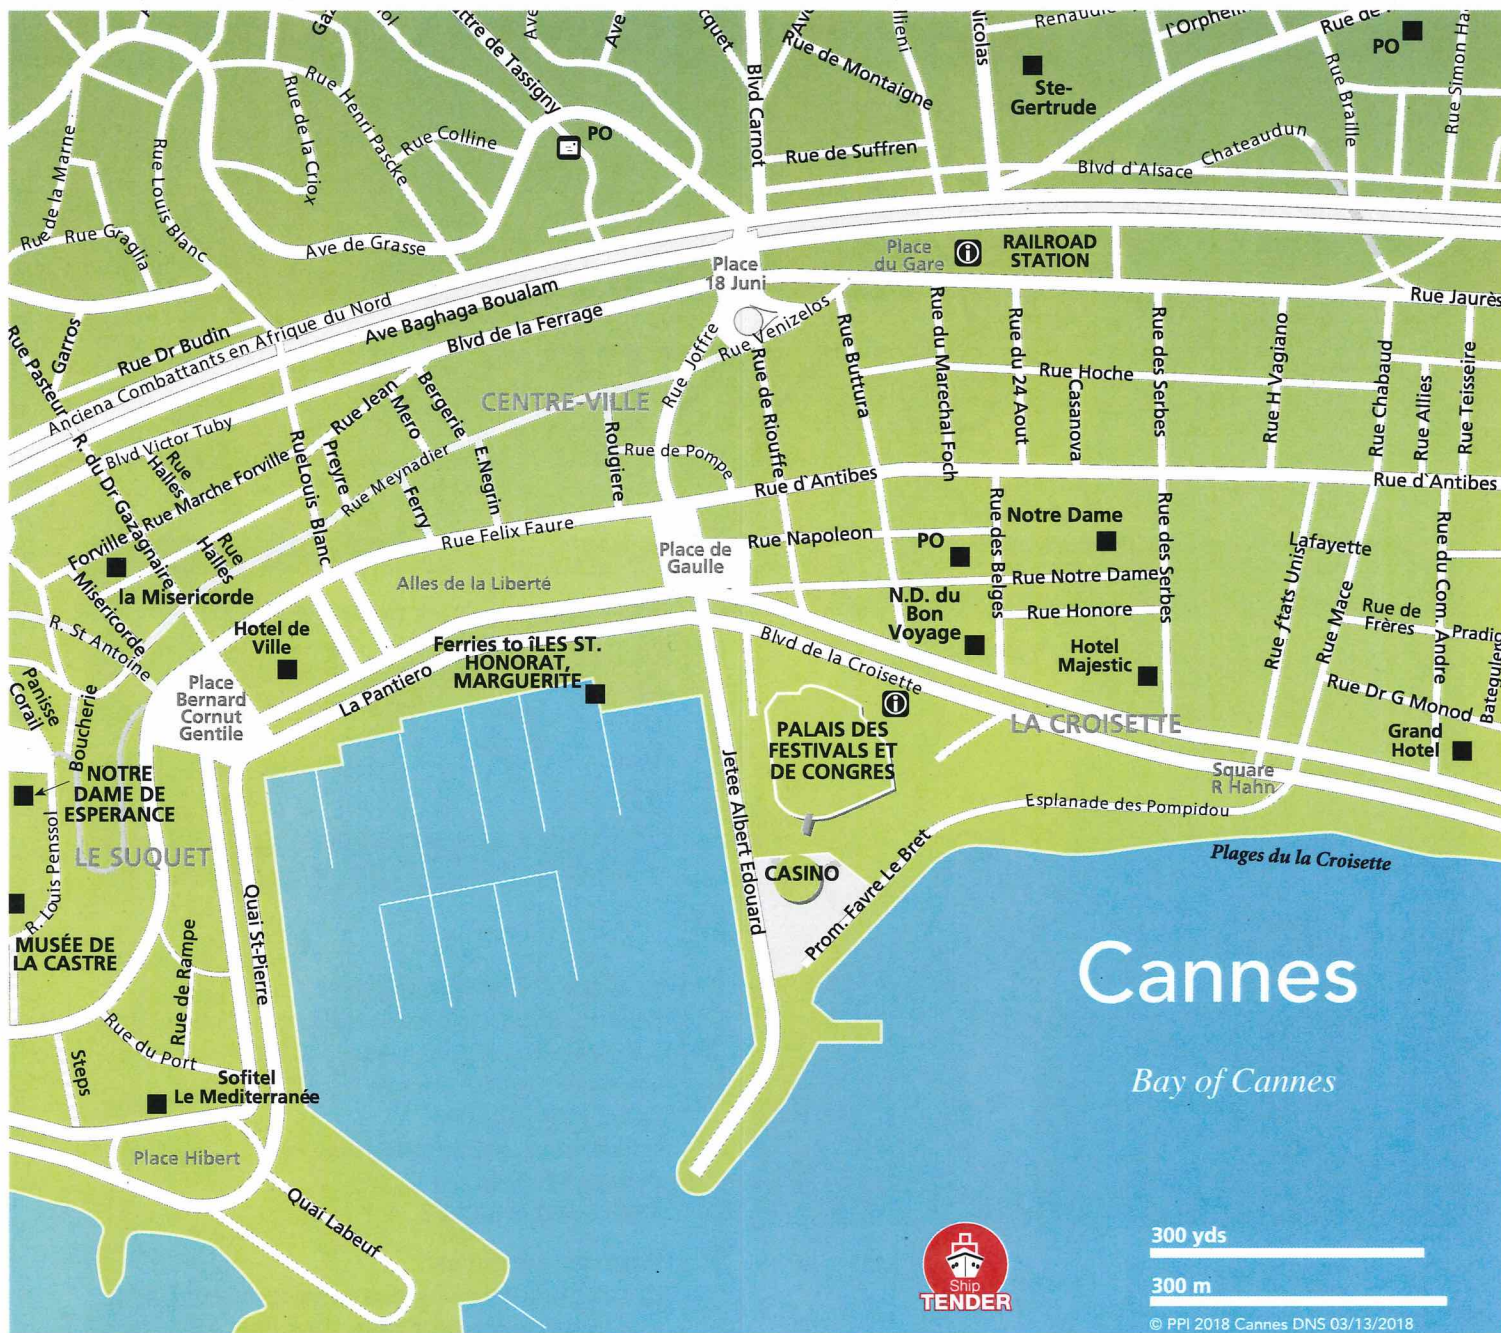 Maitre de Tassigny
Blvd Carnot
Rue de Montaigne
Nicolas
Renaudie
l'Orphelin
Rue de
PO
Ste-
Gertrude
Rue Braille
Rue Simon Ha
Rue Henri Pascke
Rue de la Criox
Rue Colline
PO
Rue de Suffren
Chateaudun
Blvd d'Alsace
Rue de la Marne
Rue Louis Blanc
Rue Graglia
Ave de Grasse
Place
18 Juni
Place
du Gare
RAILROAD
STATION
Rue Jaurès
Garros
Rue Pasteur
Rue Dr Budin
Anciena Combattants en Afrique du Nord
Ave Baghaga Boualam
Blvd de la Ferrage
Rue Joffre
Rue Venizelos
Rue de Riouffe
Rue Buttura
Rue du Marechal Foch
Rue du 24 Aout
Casanova
Rue Hoche
Rue des Serbes
Rue H Vagiano
Rue Chabaud
Rue Allies
Rue Teisseire
CENTRE-VILLE
Blvd Victor Tuby
R. du Dr Gazagnaire
Rue
Halles
Rue Marche Forville
Rue Jean
Mero
Bergerie
Preyre
Rue Louis Blanc
Rue Meynadier
Ferry
E.Negrin
Rougiere
Rue de Pompe
Rue d'Antibes
Rue d'Antibes
Rue Felix Faure
Place de
Gaulle
Rue Napoleon
PO
Rue des Belges
Notre Dame
Rue des Serbes
Lafayette
Rue ƒtats Unis
Rue Mace
Rue du Com. Andre
Forville
Misericorde
la Misericorde
Rue
Halles
Alles de la Liberté
Rue Notre Dame
Rue Honore
N.D. du
Bon
Voyage
Hotel
Majestic
Rue de
Frères
Pradig
Bategulen
Rue Dr G Monod
Grand
Hotel
R. St Antoine
Hotel de
Ville
Ferries to îLES ST.
HONORAT,
MARGUERITE
Blvd de la Croisette
Panisse
Corail
Boucherie
Place
Bernard
Cornut
Gentile
La Pantiero
PALAIS DES
FESTIVALS ET
DE CONGRES
LA CROISETTE
Square
R Hahn
Esplanade des Pompidou
Plages du la Croisette
NOTRE
DAME DE
ESPERANCE
LE SUQUET
R. Louis Penssol
MUSÉE DE
LA CASTRE
Quai St-Pierre
Jetee Albert Edouard
CASINO
Prom. Favre Le Bret
Cannes
Bay of Cannes
Rue de Rampe
Rue du Port
Steps
Sofitel
Le Mediterranée
Place Hibert
Quai Labeuf
Ship
TENDER
300 yds
300 m
© PPI 2018 Cannes DNS 03/13/2018